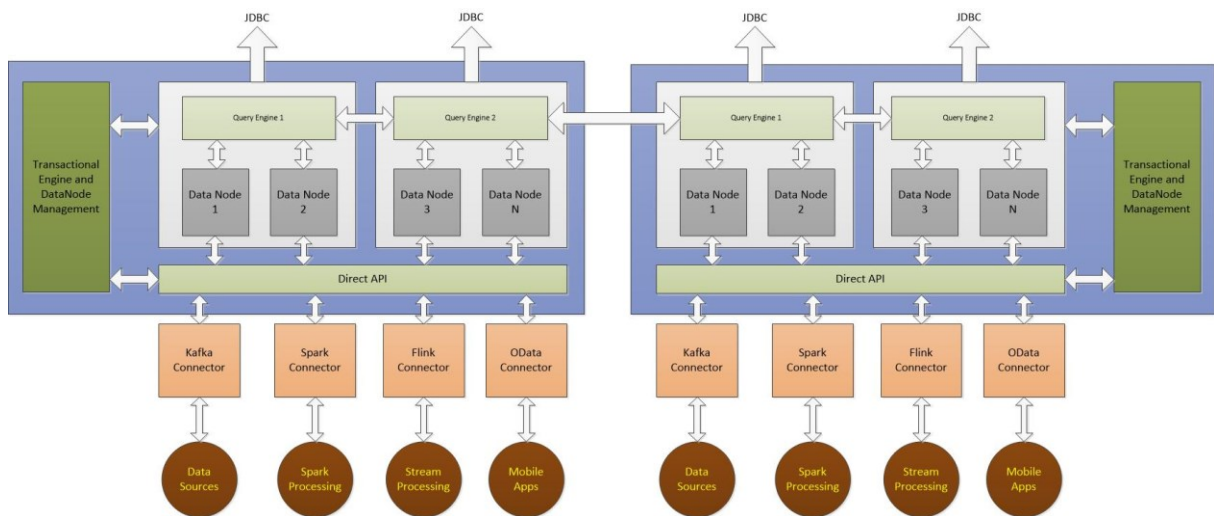 JDBC
JDBC
JDBC
JDBC
Query Engine 1
Query Engine 2
Query Engine 1
Query Engine 2
Transactional
Engine and
DataNode
Management
Data Node
1
Data Node
2
Data Node
3
Data Node
N
Data Node
1
Data Node
2
Data Node
3
Data Node
N
Transactional
Engine and
DataNode
Management
Direct API
Direct API
Kafka
Connector
Spark
Connector
Flink
Connector
OData
Connector
Kafka
Connector
Spark
Connector
Flink
Connector
OData
Connector
Data
Sources
Spark
Processing
Stream
Processing
Mobile
Apps
Data
Sources
Spark
Processing
Stream
Processing
Mobile
Apps